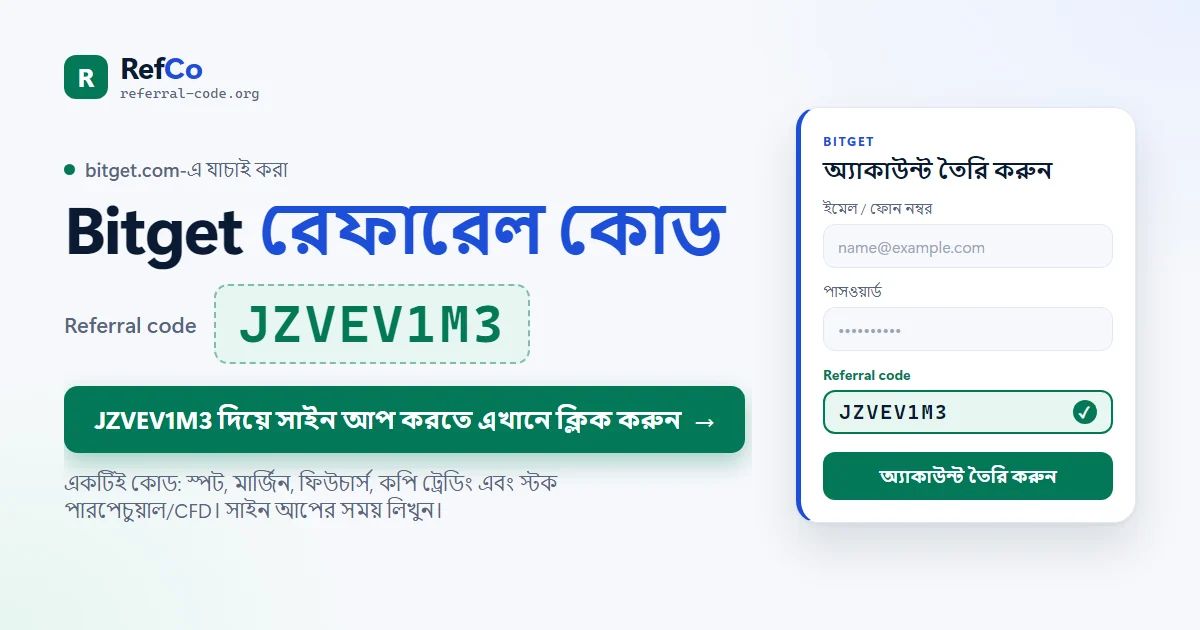 R
RefCo
referral-code.org
bitget.com-এ যাচাই করা
Bitget রেফারেল কোড
Referral code
JZVEV1M3
JZVEV1M3 দিয়ে সাইন আপ করতে এখানে ক্লিক করুন →
একটিই কোড: স্পট, মার্জিন, ফিউচার্স, কপি ট্রেডিং এবং স্টক
পারপেচুয়াল/CFD। সাইন আপের সময় লিখুন।
BITGET
অ্যাকাউন্ট তৈরি করুন
ইমেল / ফোন নম্বর
name@example.com
পাসওয়ার্ড
••••••••••
Referral code
JZVEV1M3 ✓
অ্যাকাউন্ট তৈরি করুন